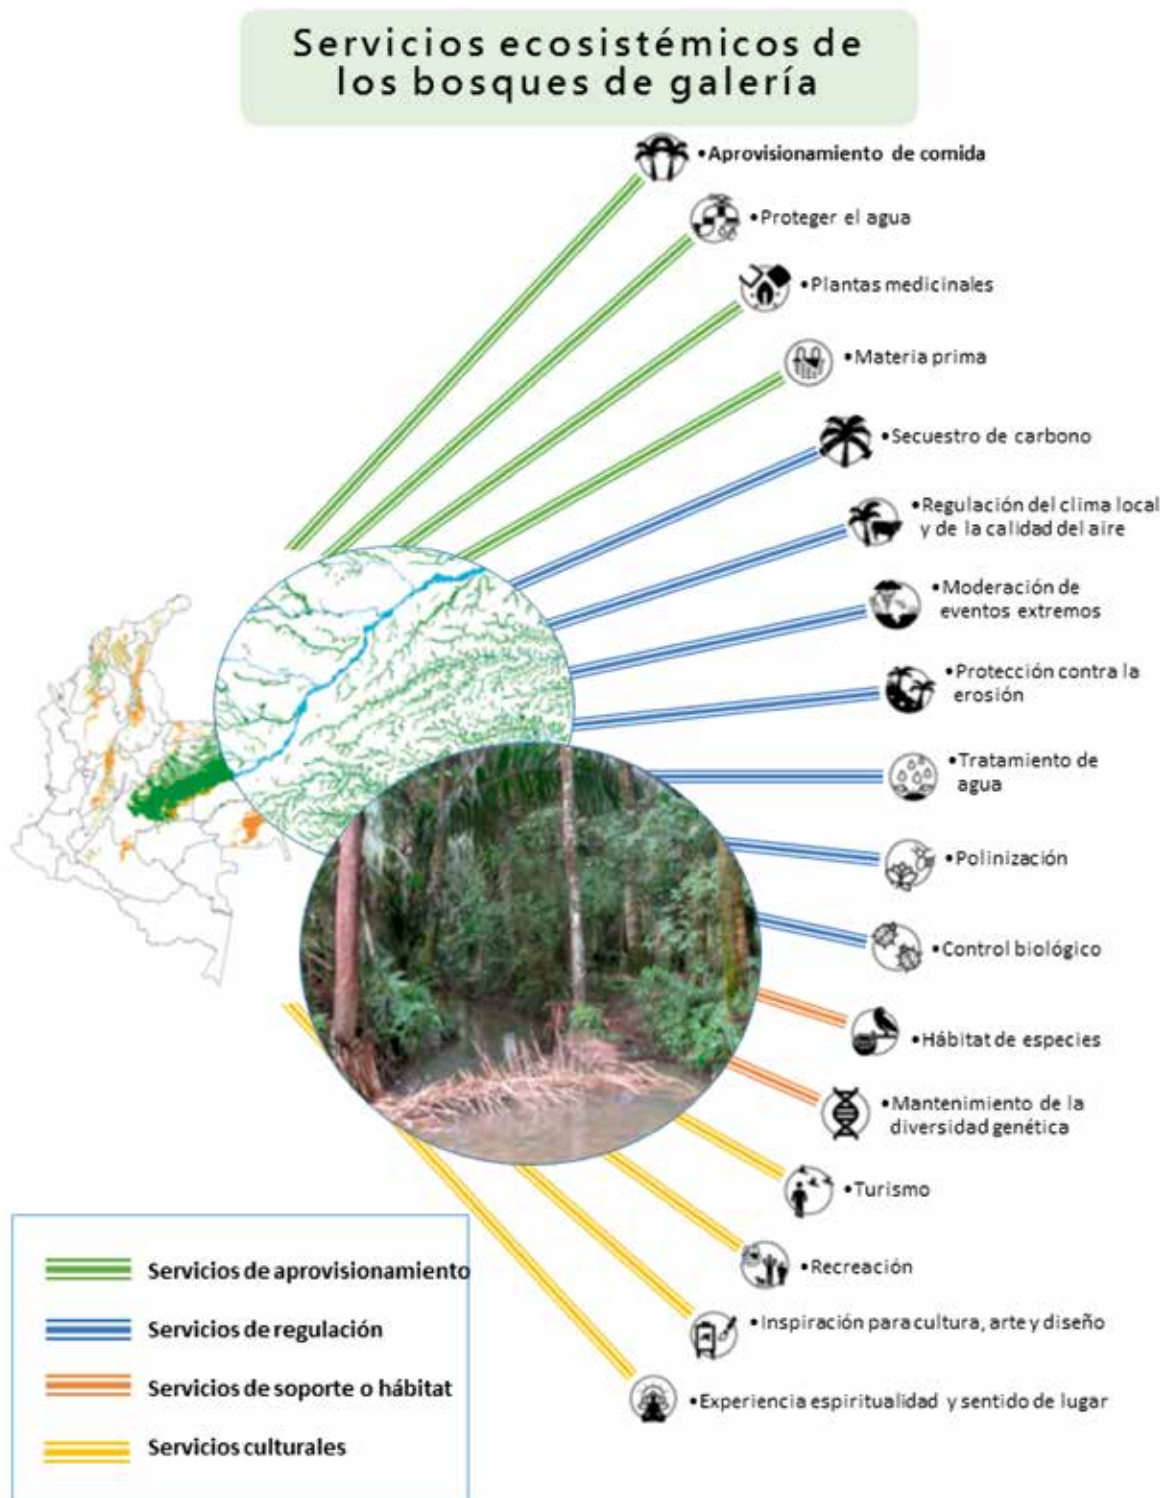 Servicios ecosistémicos de
los bosques de galería
•Aprovisionamiento de comida
•Proteger el agua
•Plantas medicinales
•Materia prima
•Secuestro de carbono
•Regulación del clima local
y de la calidad del aire
•Moderación de
eventos extremos
•Protección contra la
erosión
•Tratamiento de
agua
•Polinización
•Control biológico
•Hábitat de especies
•Mantenimiento de la
diversidad genética
•Turismo
•Recreación
•Inspiración para cultura, arte y diseño
•Experiencia espiritualidad y sentido de lugar
Servicios de aprovisionamiento
Servicios de regulación
Servicios de soporte o hábitat
Servicios culturales